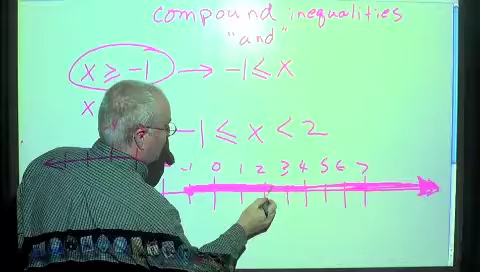 compound inequalities
"and"
x ≥ -1 → -1 ≤ x
x
-1 ≤ x < 2
-1 0 1 2 3 4 5 6 7